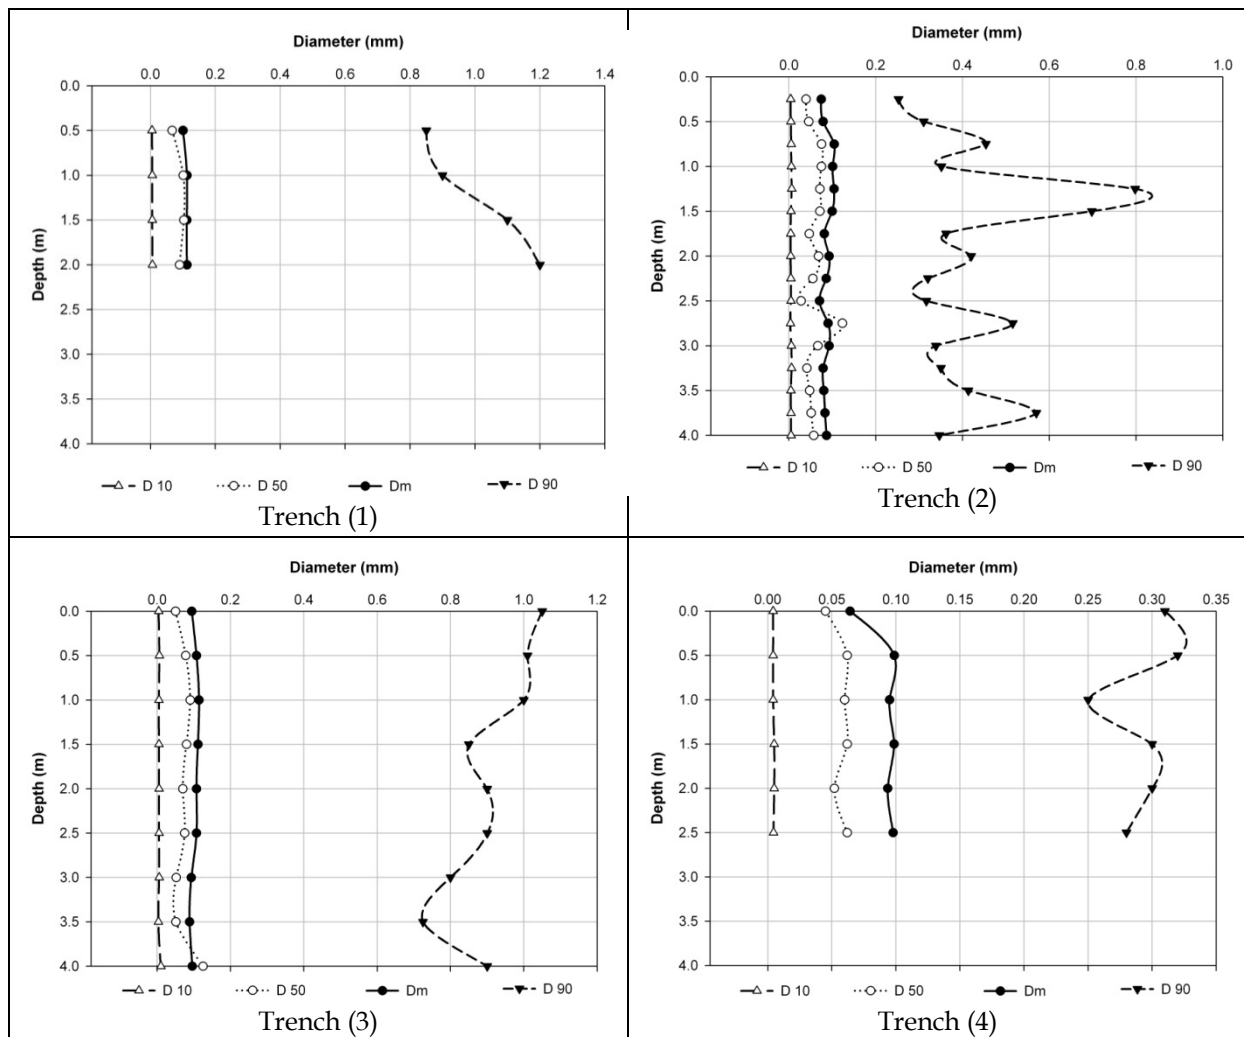 Diameter (mm)
0.0 0.2 0.4 0.6 0.8 1.0 1.2 1.4
0.0
0.5
1.0
1.5
2.0
2.5
3.0
3.5
4.0
Depth (m)
D 10 D 50 Dm D 90
Trench (1)
Diameter (mm)
0.0 0.2 0.4 0.6 0.8 1.0
0.0
0.5
1.0
1.5
2.0
2.5
3.0
3.5
4.0
Depth (m)
D 10 D 50 Dm D 90
Trench (2)
Diameter (mm)
0.0 0.2 0.4 0.6 0.8 1.0 1.2
0.0
0.5
1.0
1.5
2.0
2.5
3.0
3.5
4.0
Depth (m)
D 10 D 50 Dm D 90
Trench (3)
Diameter (mm)
0.00 0.05 0.10 0.15 0.20 0.25 0.30 0.35
0.0
0.5
1.0
1.5
2.0
2.5
3.0
3.5
4.0
Depth (m)
D 10 D 50 Dm D 90
Trench (4)